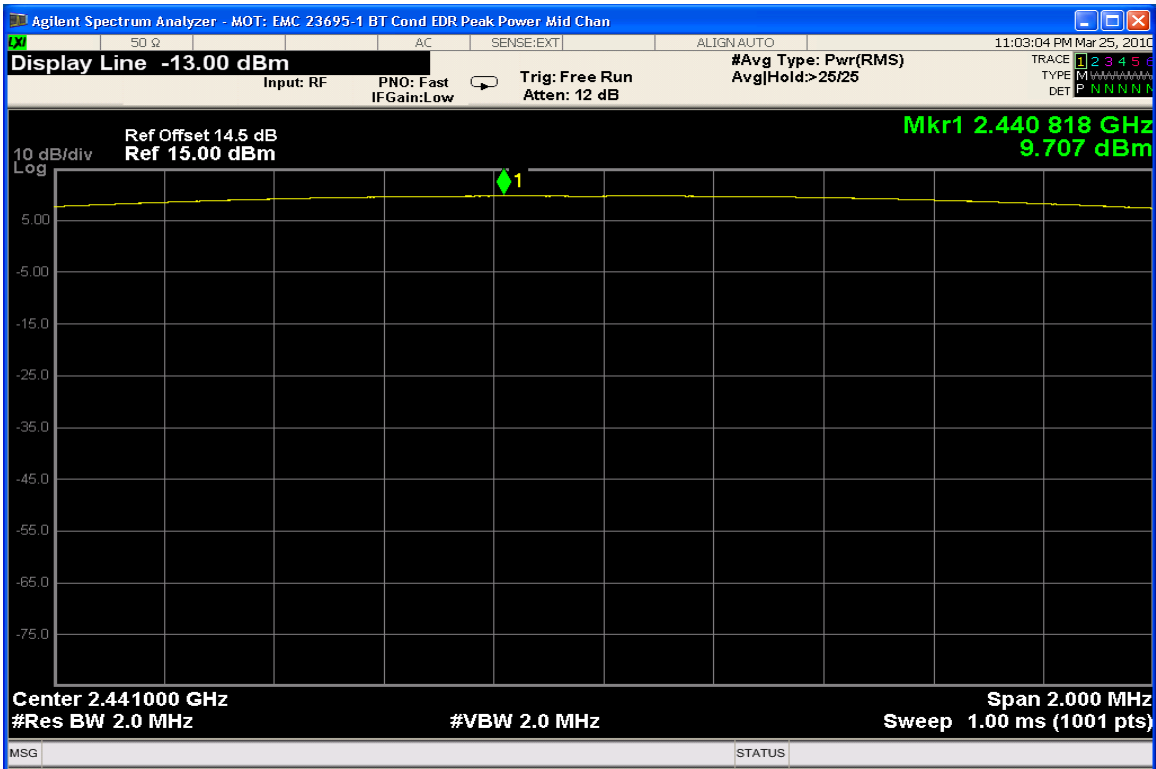 Agilent Spectrum Analyzer - MOT: EMC 23695-1 BT Cond EDR Peak Power Mid Chan
LXI 50 Ω AC SENSE:EXT ALIGN AUTO 11:03:04 PM Mar 25, 2010
Display Line -13.00 dBm
Input: RF
PNO: Fast
IFGain:Low
Trig: Free Run
Atten: 12 dB
#Avg Type: Pwr(RMS)
Avg|Hold:>25/25
TRACE 1 2 3 4 5 6
TYPE M
DET P N N N N N
Mkr1 2.440 818 GHz
9.707 dBm
Ref Offset 14.5 dB
10 dB/div Ref 15.00 dBm
Log
1
5.00
-5.00
-15.0
-25.0
-35.0
-45.0
-55.0
-65.0
-75.0
Center 2.441000 GHz Span 2.000 MHz
#Res BW 2.0 MHz #VBW 2.0 MHz Sweep 1.00 ms (1001 pts)
MSG STATUS